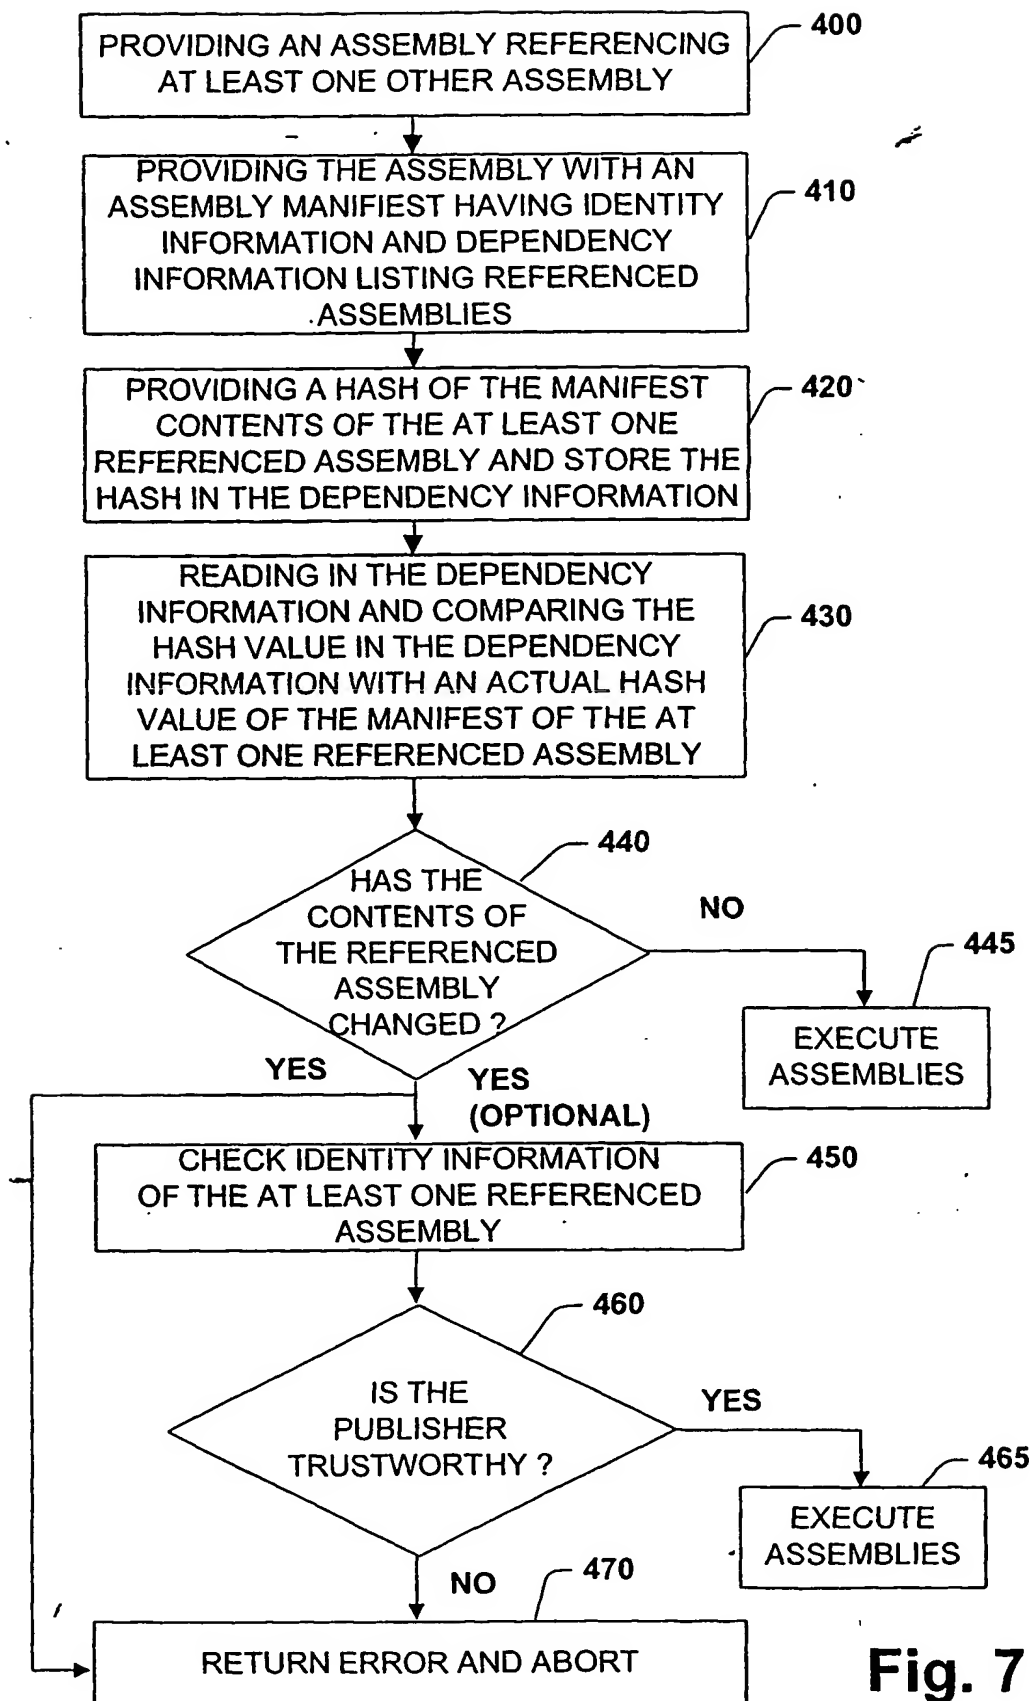 PROVIDING AN ASSEMBLY REFERENCING
AT LEAST ONE OTHER ASSEMBLY
400
PROVIDING THE ASSEMBLY WITH AN
ASSEMBLY MANIFIEST HAVING IDENTITY
INFORMATION AND DEPENDENCY
INFORMATION LISTING REFERENCED
ASSEMBLIES
410
PROVIDING A HASH OF THE MANIFEST
CONTENTS OF THE AT LEAST ONE
REFERENCED ASSEMBLY AND STORE THE
HASH IN THE DEPENDENCY INFORMATION
420
READING IN THE DEPENDENCY
INFORMATION AND COMPARING THE
HASH VALUE IN THE DEPENDENCY
INFORMATION WITH AN ACTUAL HASH
VALUE OF THE MANIFEST OF THE AT
LEAST ONE REFERENCED ASSEMBLY
430
HAS THE
CONTENTS OF
THE REFERENCED
ASSEMBLY
CHANGED ?
440
NO
445
EXECUTE
ASSEMBLIES
YES
YES
(OPTIONAL)
CHECK IDENTITY INFORMATION
OF THE AT LEAST ONE REFERENCED
ASSEMBLY
450
IS THE
PUBLISHER
TRUSTWORTHY ?
460
YES
465
EXECUTE
ASSEMBLIES
NO
470
RETURN ERROR AND ABORT
Fig. 7